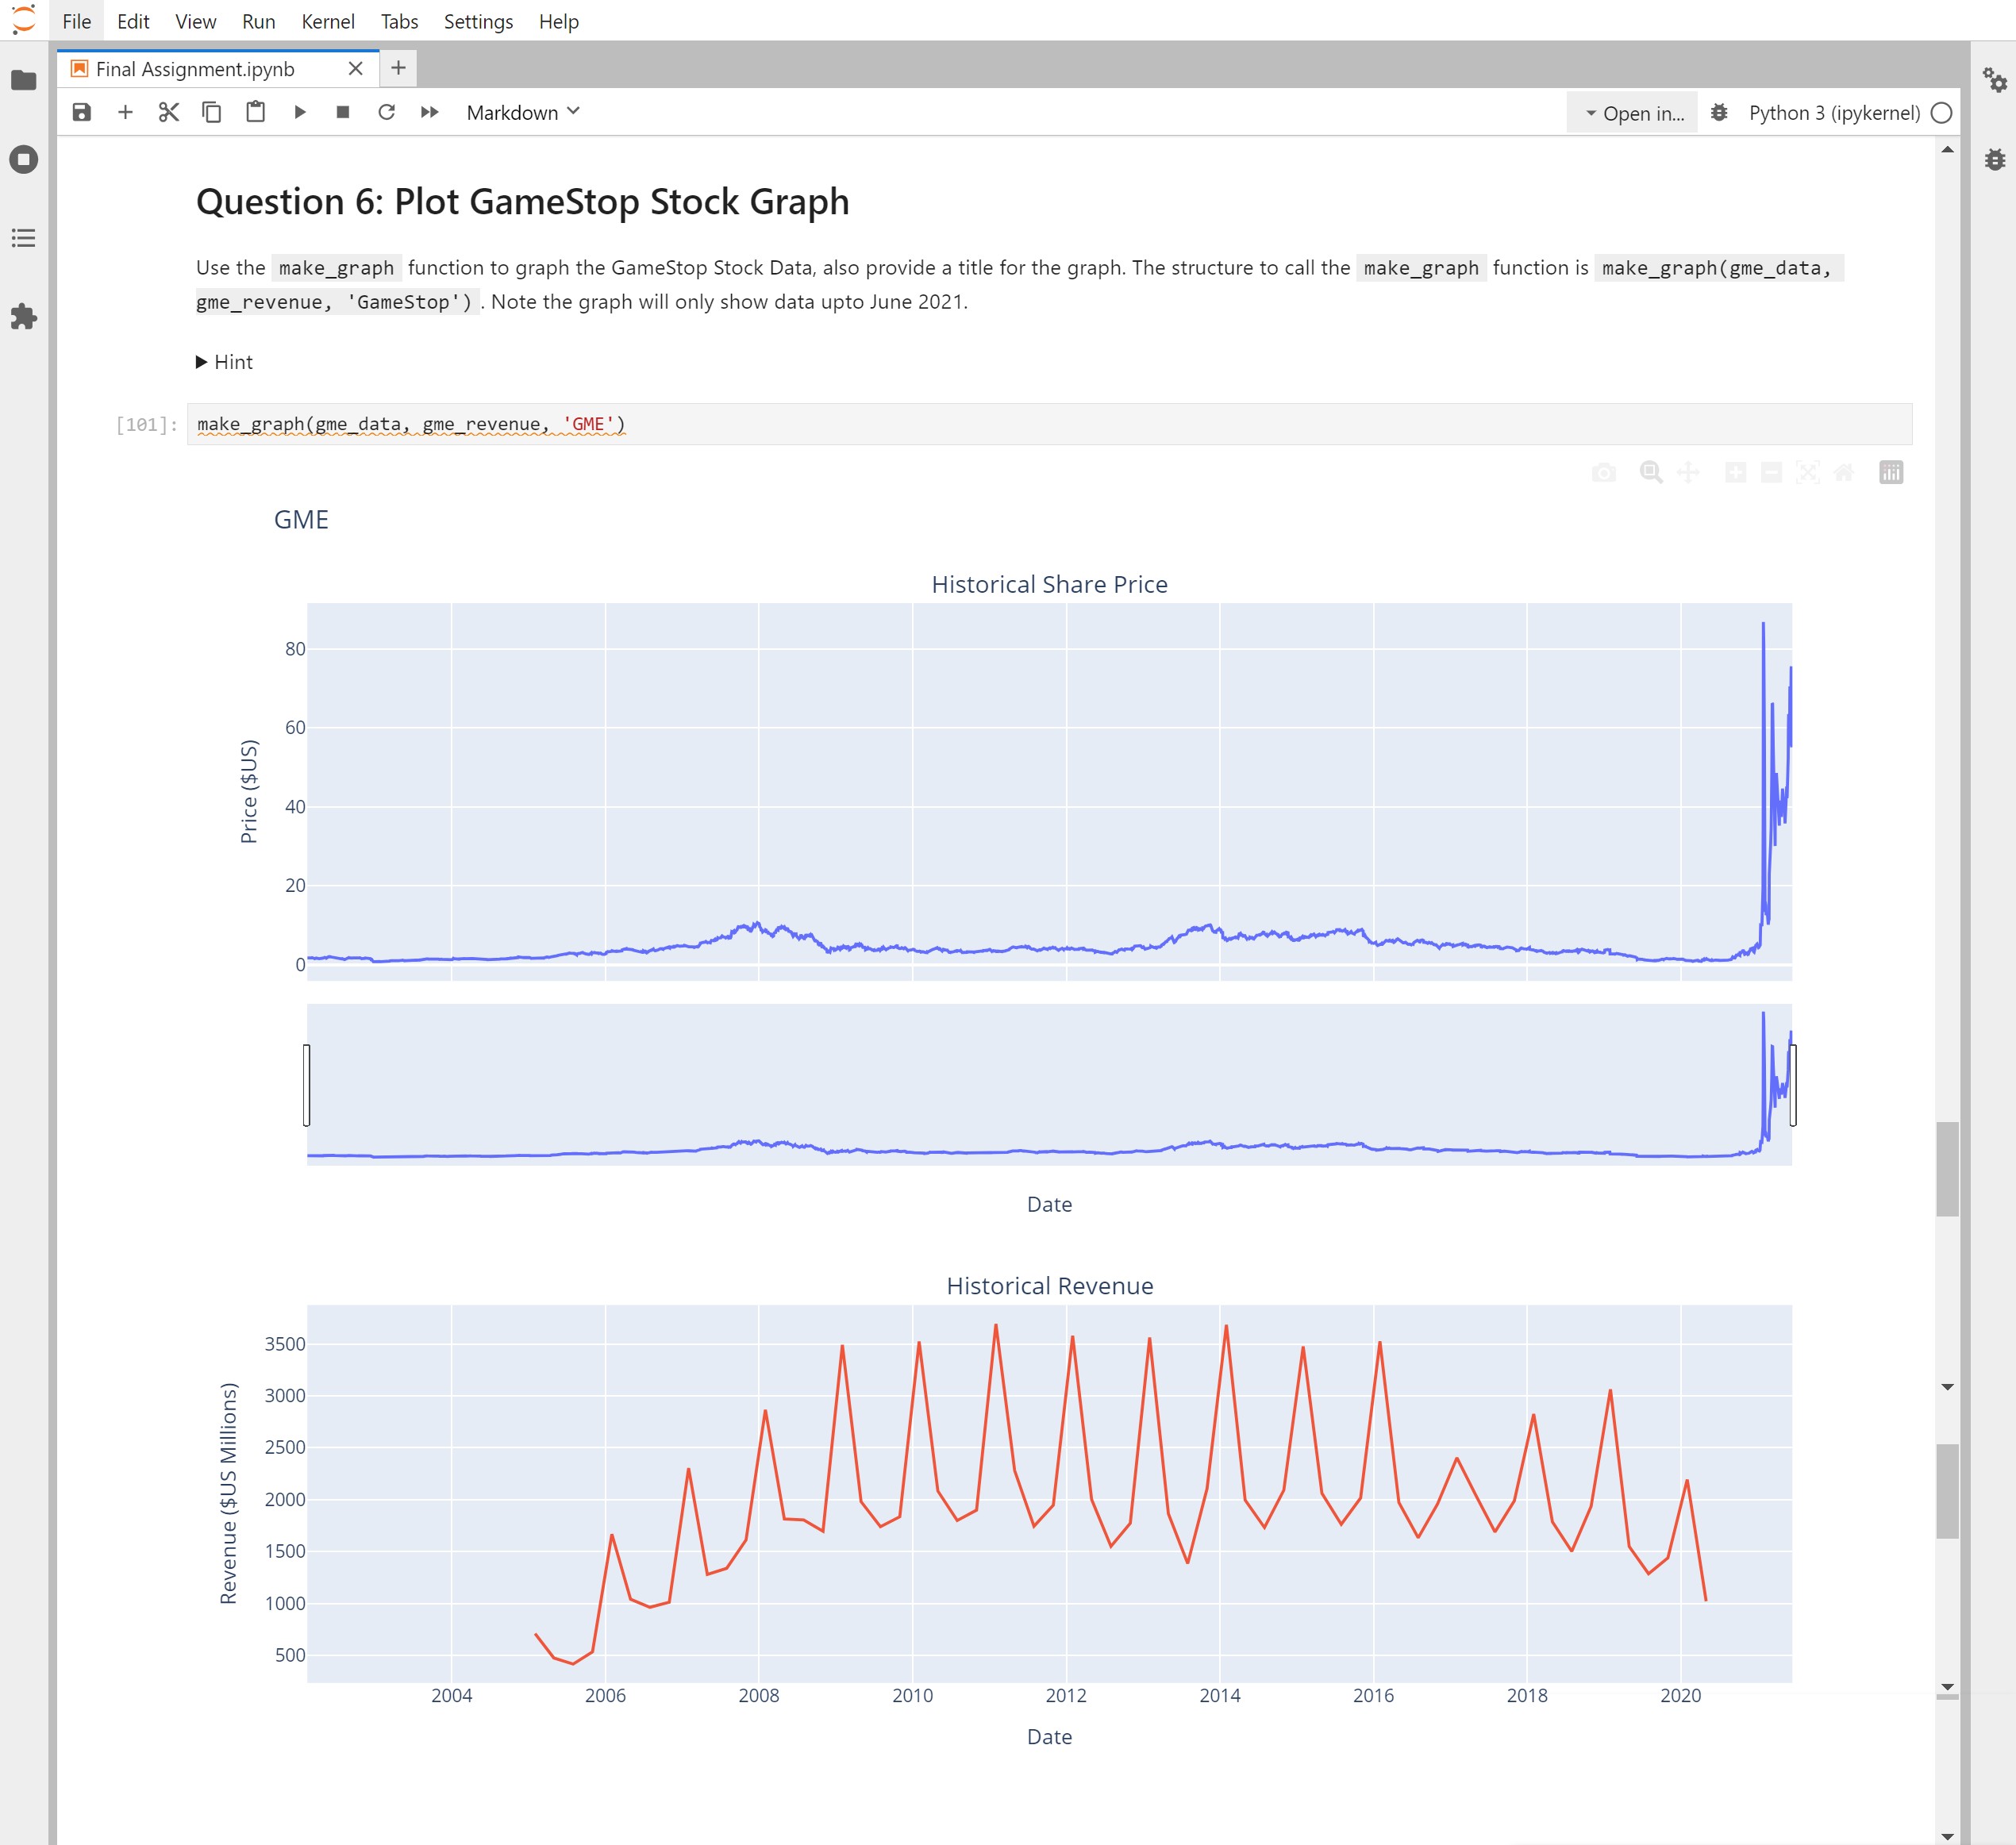 File Edit View Run Kernel Tabs Settings Help
Final Assignment.ipynb
Markdown
Open in...
Python 3 (ipykernel)
Question 6: Plot GameStop Stock Graph
Use the make_graph function to graph the GameStop Stock Data, also provide a title for the graph. The structure to call the make_graph function is make_graph(gme_data,
gme_revenue, 'GameStop') . Note the graph will only show data upto June 2021.
Hint
[101]: make_graph(gme_data, gme_revenue, 'GME')
GME
Historical Share Price
80
60
40
20
0
Price ($US)
Date
Historical Revenue
3500
3000
2500
2000
1500
1000
500
Revenue ($US Millions)
2004 2006 2008 2010 2012 2014 2016 2018 2020
Date